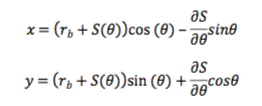 x = (r_b + S(θ))cos (θ) − ∂S/∂θ sinθ
y = (r_b + S(θ))sin (θ) + ∂S/∂θ cosθ